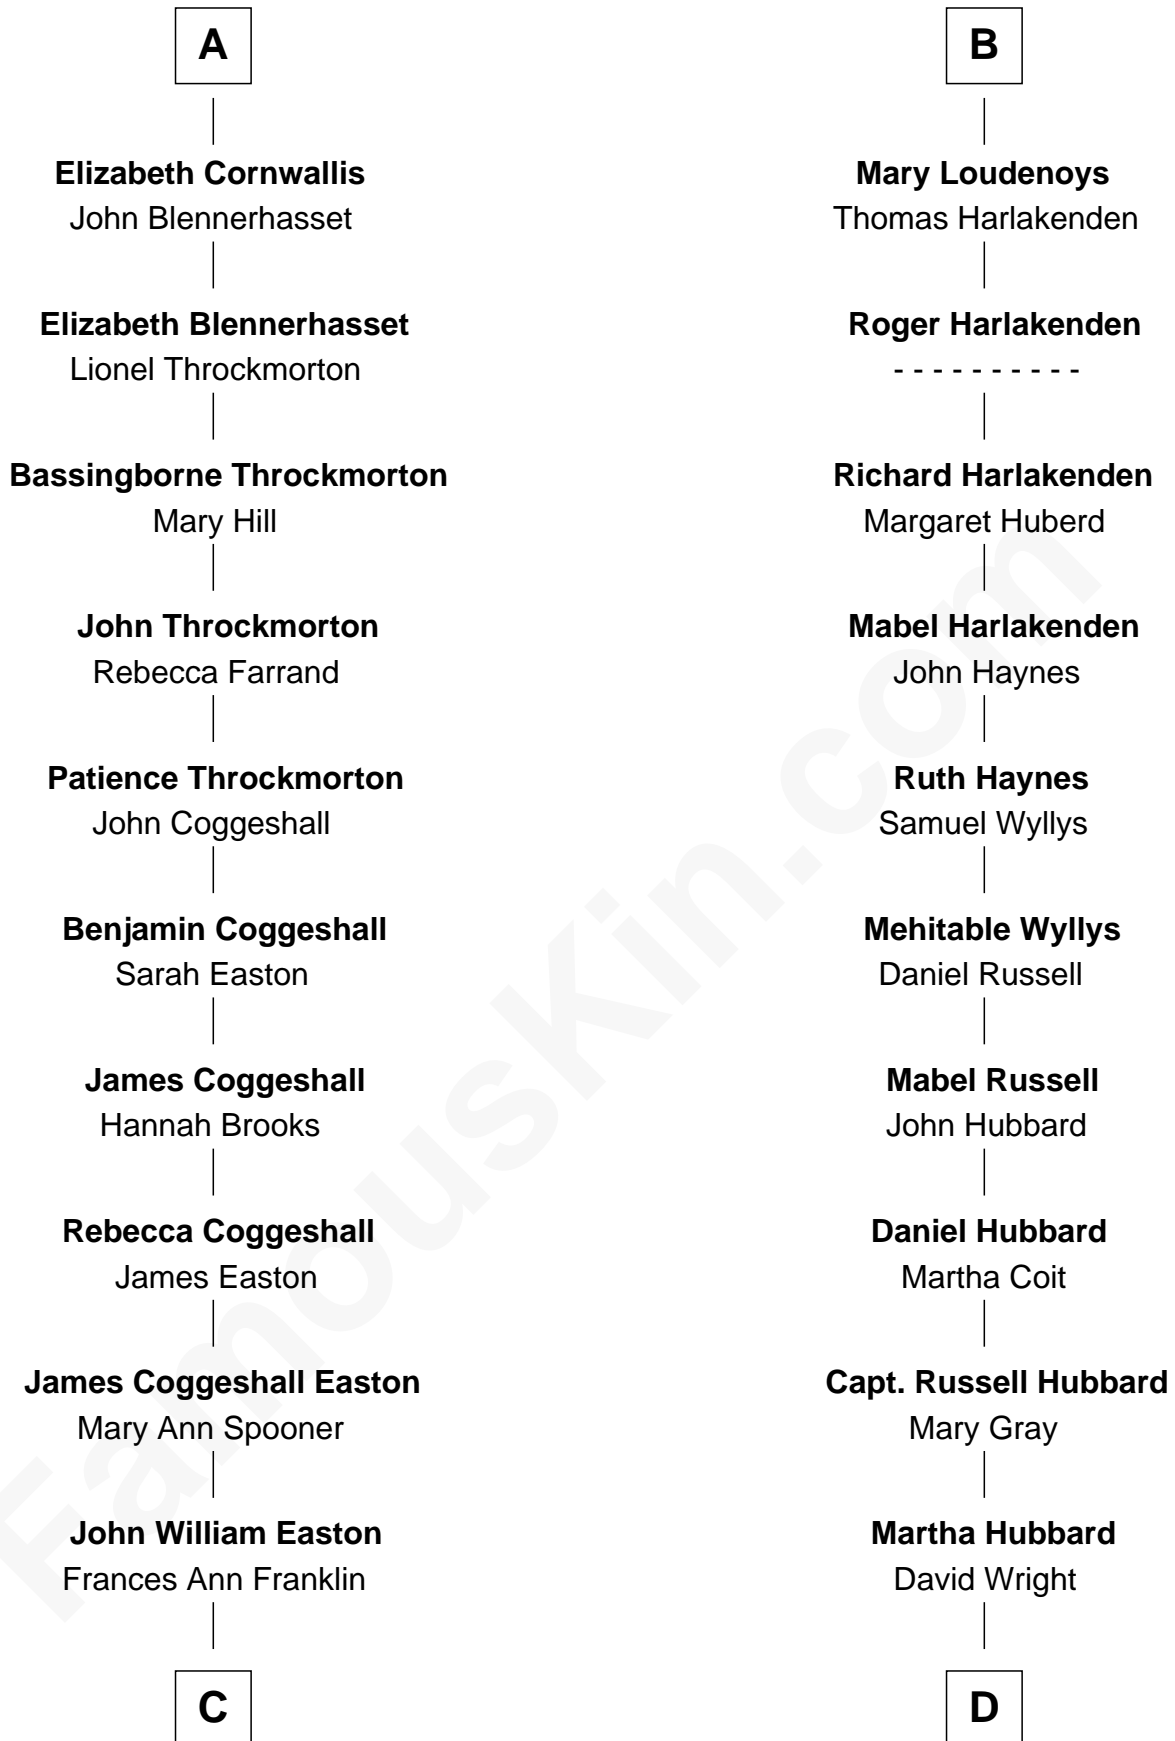 A
Elizabeth Cornwallis
John Blennerhasset
Elizabeth Blennerhasset
Lionel Throckmorton
Bassingborne Throckmorton
Mary Hill
John Throckmorton
Rebecca Farrand
Patience Throckmorton
John Coggeshall
Benjamin Coggeshall
Sarah Easton
James Coggeshall
Hannah Brooks
Rebecca Coggeshall
James Easton
James Coggeshall Easton
Mary Ann Spooner
John William Easton
Frances Ann Franklin
C
B
Mary Loudenoys
Thomas Harlakenden
Roger Harlakenden
- - - - - - - - - -
Richard Harlakenden
Margaret Huberd
Mabel Harlakenden
John Haynes
Ruth Haynes
Samuel Wyllys
Mehitable Wyllys
Daniel Russell
Mabel Russell
John Hubbard
Daniel Hubbard
Martha Coit
Capt. Russell Hubbard
Mary Gray
Martha Hubbard
David Wright
D
FamousKin.com